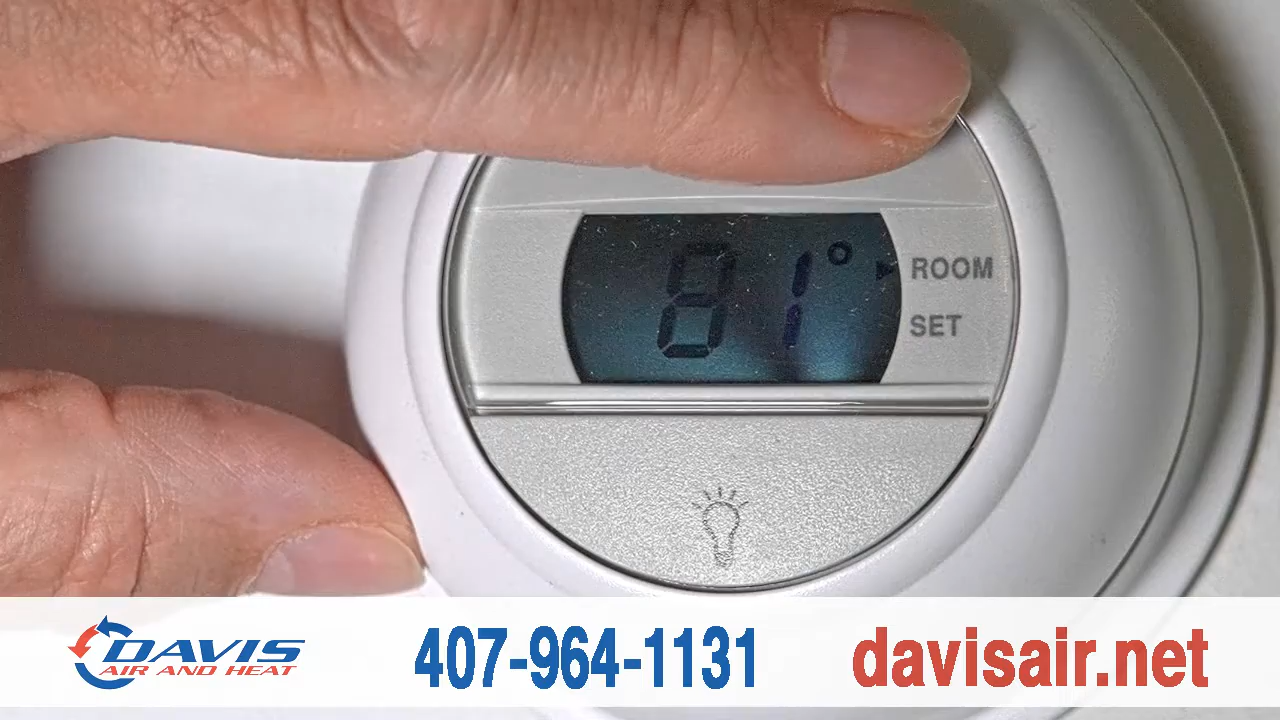 81°
ROOM
SET
DAVIS
AIR AND HEAT
407-964-1131
davisair.net